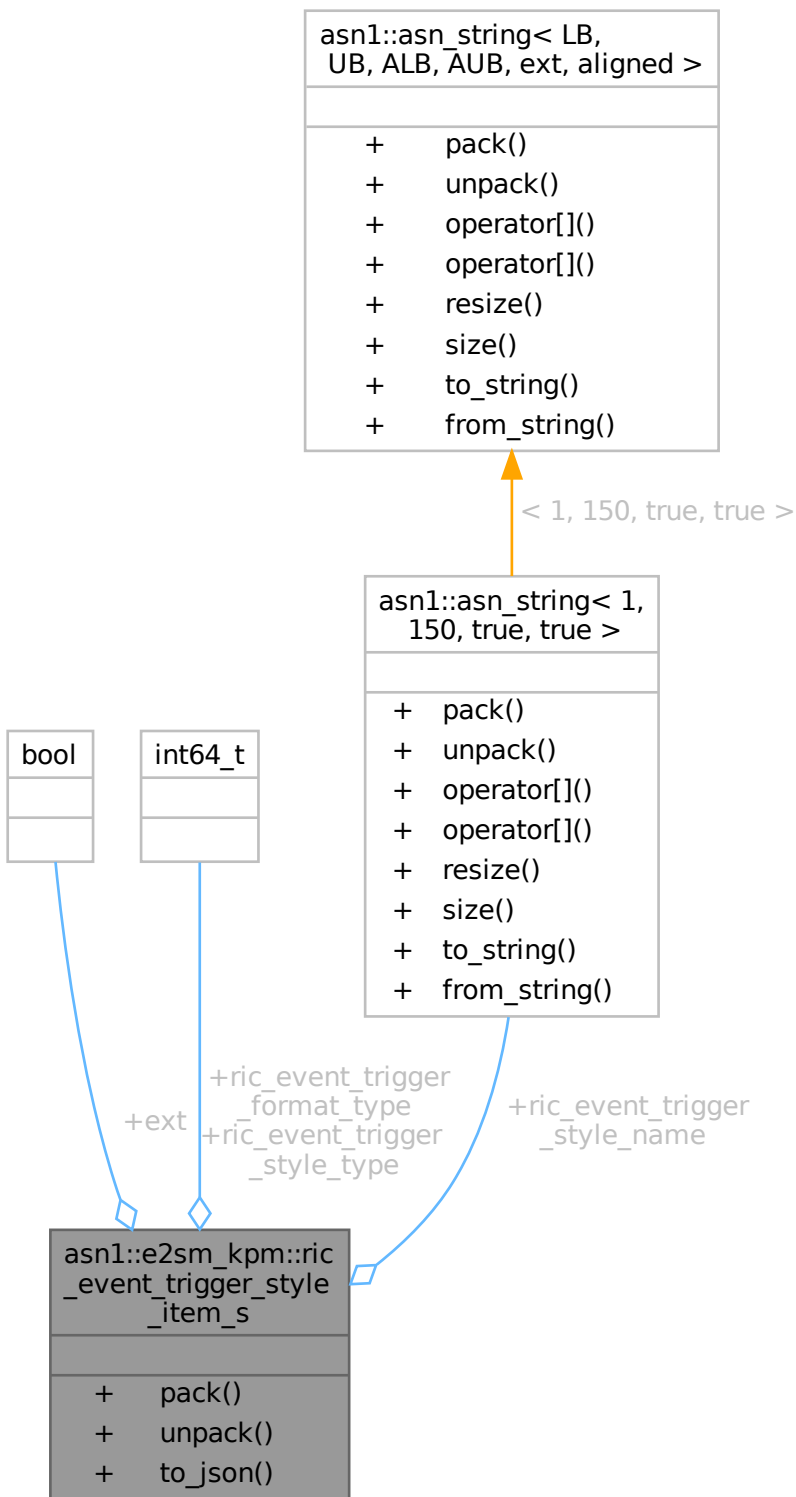 asn1::asn_string< LB,
UB, ALB, AUB, ext, aligned >
+ pack()
+ unpack()
+ operator[]()
+ operator[]()
+ resize()
+ size()
+ to_string()
+ from_string()
< 1, 150, true, true >
asn1::asn_string< 1,
150, true, true >
+ pack()
+ unpack()
+ operator[]()
+ operator[]()
+ resize()
+ size()
+ to_string()
+ from_string()
bool
int64_t
+ext
+ric_event_trigger
_format_type
+ric_event_trigger
_style_type
+ric_event_trigger
_style_name
asn1::e2sm_kpm::ric
_event_trigger_style
_item_s
+ pack()
+ unpack()
+ to_json()